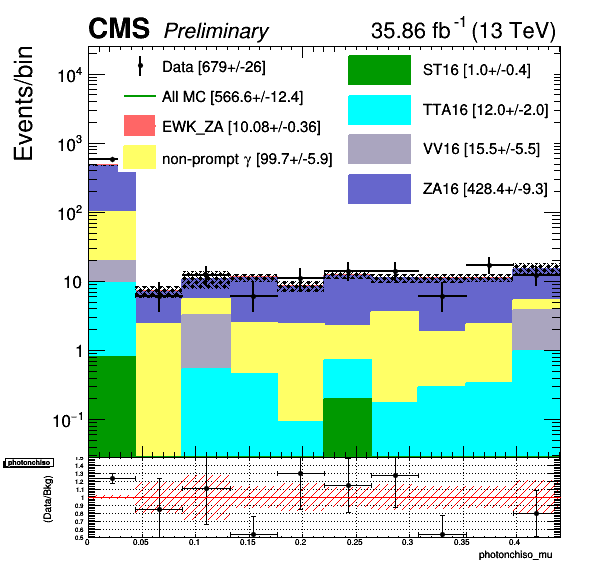 CMS Preliminary 35.86 fb⁻¹ (13 TeV)
Events/bin
10⁴
10³
10²
10
1
10⁻¹
Data [679+/-26]
All MC [566.6+/-12.4]
EWK_ZA [10.08+/-0.36]
non-prompt γ [99.7+/-5.9]
ST16 [1.0+/-0.4]
TTA16 [12.0+/-2.0]
VV16 [15.5+/-5.5]
ZA16 [428.4+/-9.3]
photonchiso
(Data/Bkg)
1.5
1.4
1.3
1.2
1.1
1
0.9
0.8
0.7
0.6
0.5
0 0.05 0.1 0.15 0.2 0.25 0.3 0.35 0.4
photonchiso_mu